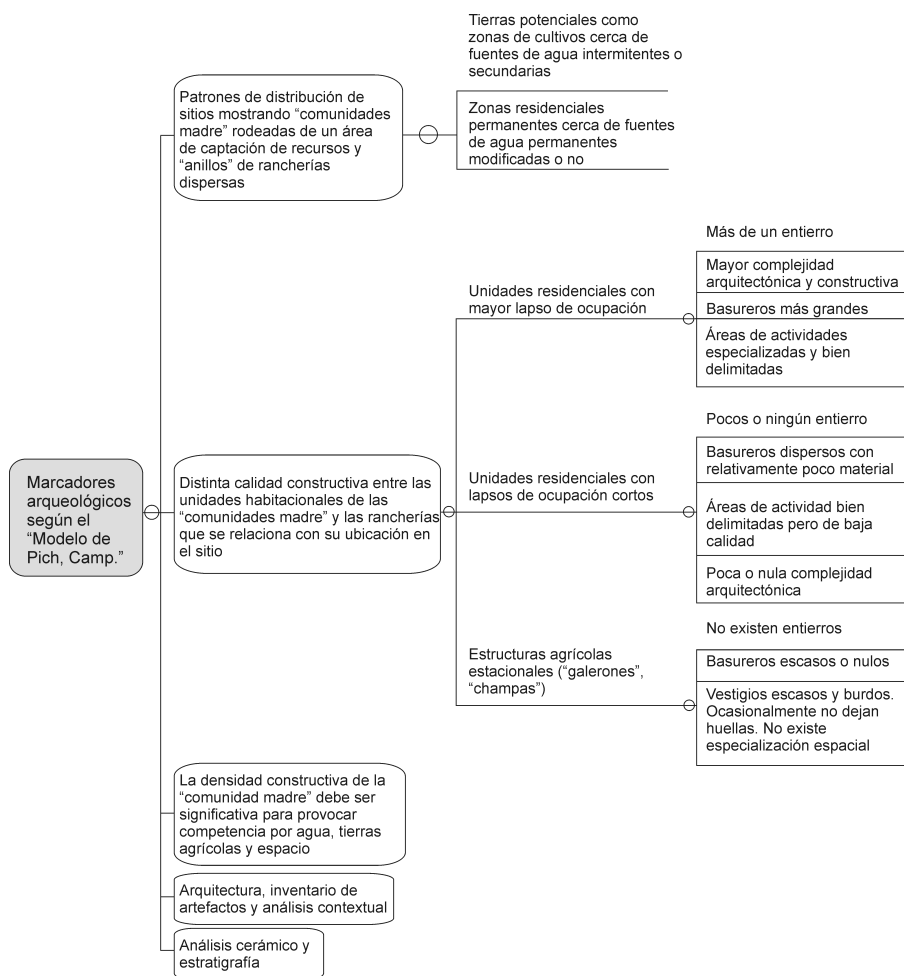 Marcadores
arqueológicos
según el
“Modelo de
Pich, Camp.”
Patrones de distribución de
sitios mostrando “comunidades
madre” rodeadas de un área
de captación de recursos y
“anillos” de rancherías
dispersas
Tierras potenciales como
zonas de cultivos cerca de
fuentes de agua intermitentes o
secundarias
Zonas residenciales
permanentes cerca de fuentes
de agua permanentes
modificadas o no
Distinta calidad constructiva entre las
unidades habitacionales de las
“comunidades madre” y las rancherías
que se relaciona con su ubicación en
el sitio
Unidades residenciales con
mayor lapso de ocupación
Más de un entierro
Mayor complejidad
arquitectónica y constructiva
Basureros más grandes
Áreas de actividades
especializadas y bien
delimitadas
Unidades residenciales con
lapsos de ocupación cortos
Pocos o ningún entierro
Basureros dispersos con
relativamente poco material
Áreas de actividad bien
delimitadas pero de baja
calidad
Poca o nula complejidad
arquitectónica
Estructuras agrícolas
estacionales (“galerones”,
“champas”)
No existen entierros
Basureros escasos o nulos
Vestigios escasos y burdos.
Ocasionalmente no dejan
huellas. No existe
especialización espacial
La densidad constructiva de la
“comunidad madre” debe ser
significativa para provocar
competencia por agua, tierras
agrícolas y espacio
Arquitectura, inventario de
artefactos y análisis contextual
Análisis cerámico y
estratigrafía